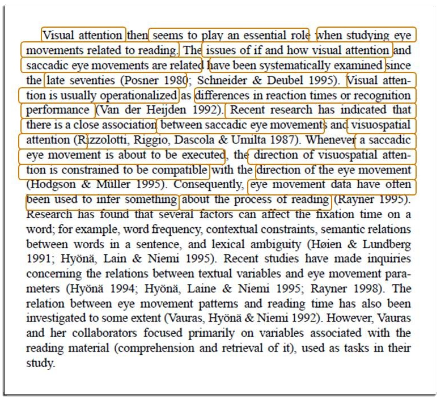 Visual attention then seems to play an essential role when studying eye
movements related to reading. The issues of if and how visual attention and
saccadic eye movements are related have been systematically examined since
the late seventies (Posner 1980; Schneider & Deubel 1995). Visual atten-
tion is usually operationalized as differences in reaction times or recognition
performance (Van der Heijden 1992). Recent research has indicated that
there is a close association between saccadic eye movements and visuospatial
attention (Rizzolotti, Riggio, Dascola & Umilta 1987). Whenever a saccadic
eye movement is about to be executed, the direction of visuospatial atten-
tion is constrained to be compatible with the direction of the eye movement
(Hodgson & Müller 1995). Consequently, eye movement data have often
been used to infer something about the process of reading (Rayner 1995).
Research has found that several factors can affect the fixation time on a
word; for example, word frequency, contextual constraints, semantic relations
between words in a sentence, and lexical ambiguity (Høien & Lundberg
1991; Hyönä, Lain & Niemi 1995). Recent studies have made inquiries
concerning the relations between textual variables and eye movement para-
meters (Hyönä 1994; Hyönä, Laine & Niemi 1995; Rayner 1998). The
relation between eye movement patterns and reading time has also been
investigated to some extent (Vauras, Hyönä & Niemi 1992). However, Vauras
and her collaborators focused primarily on variables associated with the
reading material (comprehension and retrieval of it), used as tasks in their
study.